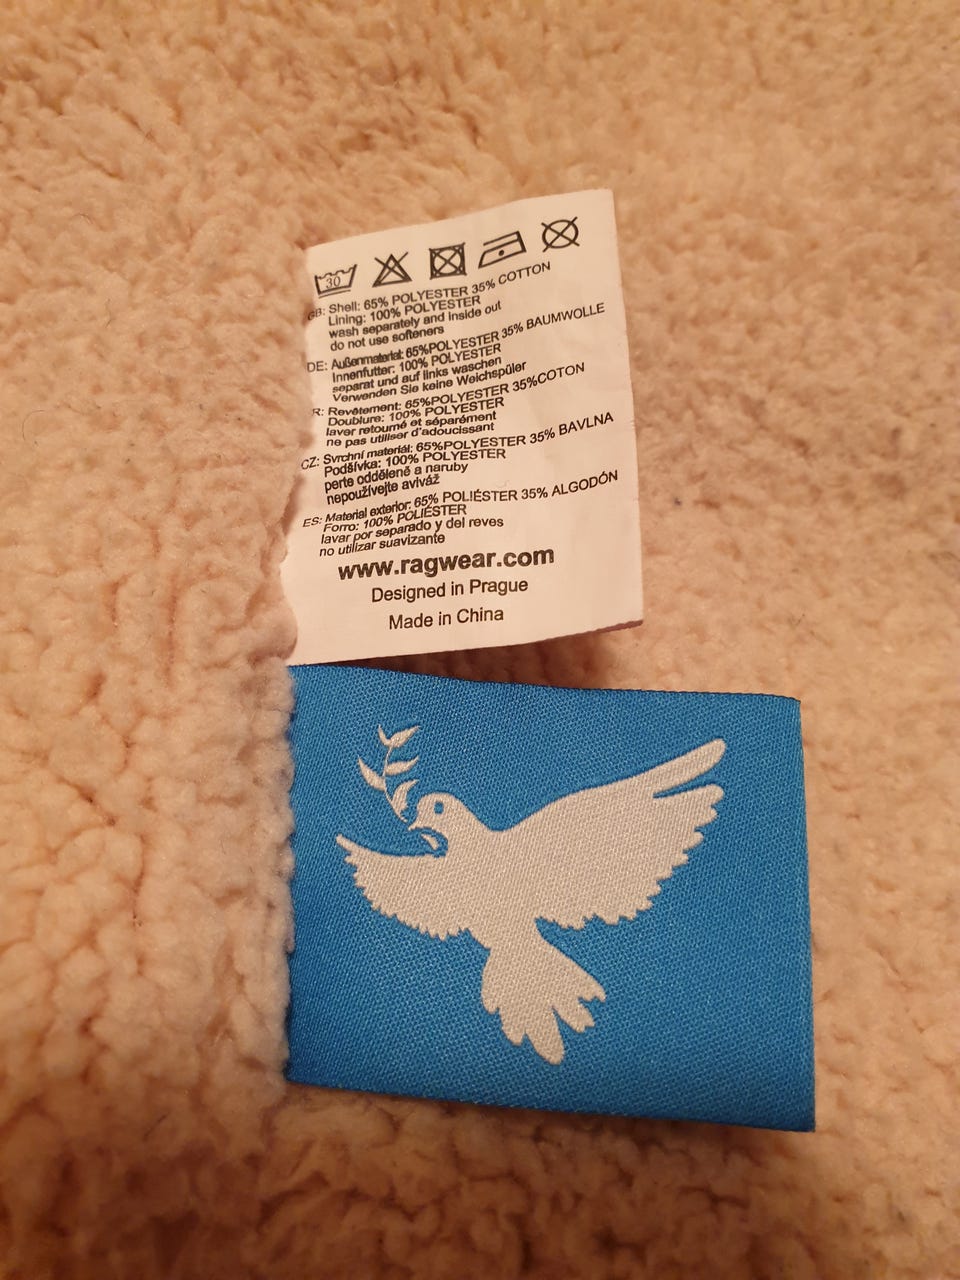 30
GB: Shell: 65% POLYESTER 35% COTTON
Lining: 100% POLYESTER
wash separately and inside out
do not use softeners
DE: Außenmaterial: 65%POLYESTER 35% BAUMWOLLE
Innenfutter: 100% POLYESTER
separat und auf links waschen
Verwenden Sie keine Weichspüler
R: Revêtement: 65%POLYESTER 35%COTON
Doublure: 100% POLYESTER
laver retourné et séparément
ne pas utiliser d'adoucissant
CZ: Svrchní materiál: 65%POLYESTER 35% BAVLNA
Podšívka: 100% POLYESTER
perte odděleně a naruby
nepoužívejte aviváž
ES: Material exterior: 65% POLIÉSTER 35% ALGODÓN
Forro: 100% POLIÉSTER
lavar por separado y del reves
no utilizar suavizante
www.ragwear.com
Designed in Prague
Made in China